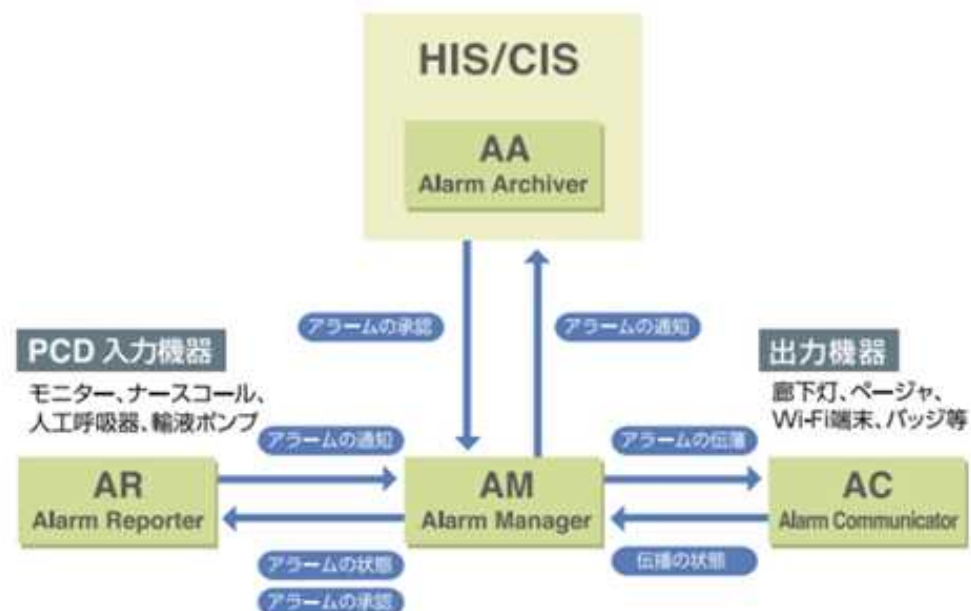 HIS/CIS
AA
Alarm Archiver
アラームの承認
アラームの通知
PCD 入力機器
モニター、ナースコール、
人工呼吸器、輸液ポンプ
出力機器
廊下灯、ページャ、
Wi-Fi端末、バッジ等
アラームの通知
アラームの伝播
AR
Alarm Reporter
AM
Alarm Manager
AC
Alarm Communicator
アラームの状態
アラームの承認
伝播の状態